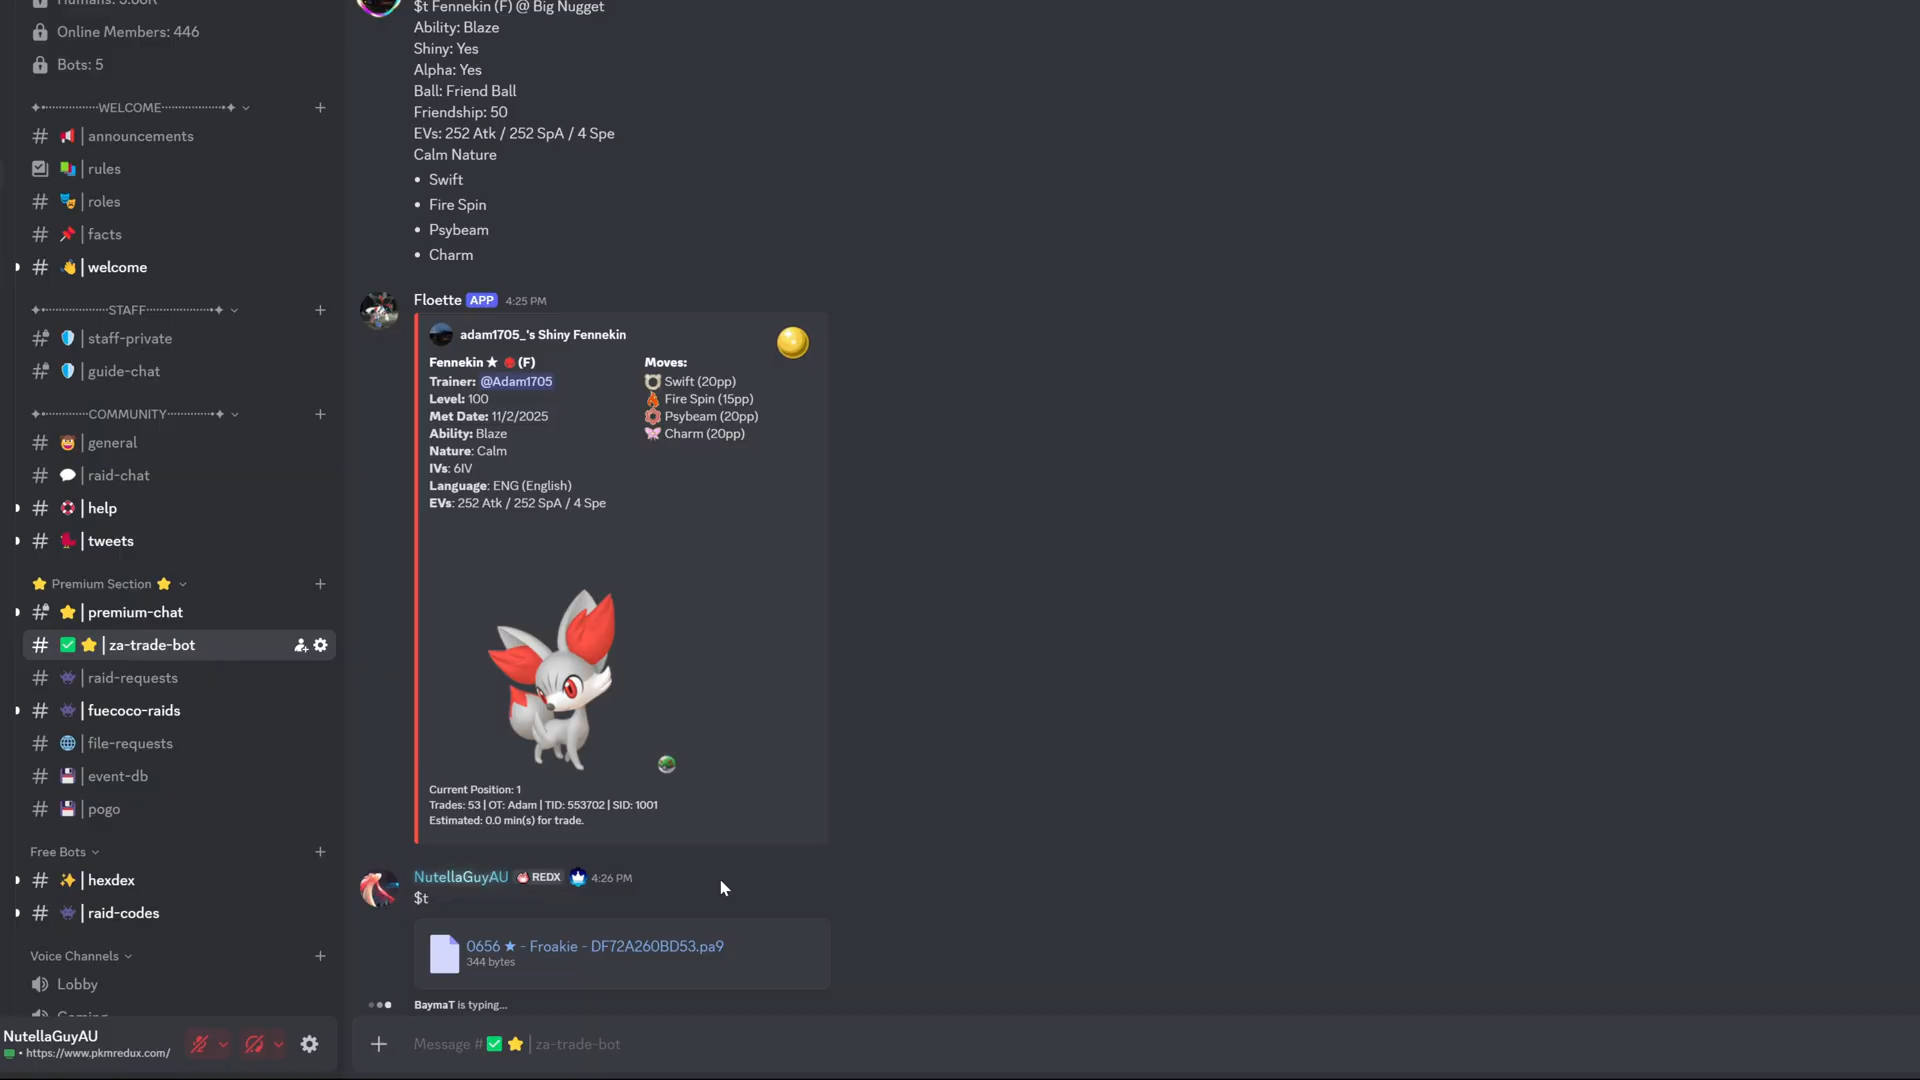 Humans: 3.60K
Online Members: 446
Bots: 5
WELCOME
announcements
rules
roles
facts
welcome
STAFF
staff-private
guide-chat
COMMUNITY
general
raid-chat
help
tweets
Premium Section
premium-chat
za-trade-bot
raid-requests
fuecoco-raids
file-requests
event-db
pogo
Free Bots
hexdex
raid-codes
Voice Channels
Lobby
NutellaGuyAU
• https://www.pkmredux.com/
$t Fennekin (F) @ Big Nugget
Ability: Blaze
Shiny: Yes
Alpha: Yes
Ball: Friend Ball
Friendship: 50
EVs: 252 Atk / 252 SpA / 4 Spe
Calm Nature
• Swift
• Fire Spin
• Psybeam
• Charm
Floette APP 4:25 PM
adam1705_'s Shiny Fennekin
Fennekin ★ (F)
Trainer: @Adam1705
Level: 100
Met Date: 11/2/2025
Ability: Blaze
Nature: Calm
IVs: 6IV
Language: ENG (English)
EVs: 252 Atk / 252 SpA / 4 Spe
Moves:
Swift (20pp)
Fire Spin (15pp)
Psybeam (20pp)
Charm (20pp)
Current Position: 1
Trades: 53 | OT: Adam | TID: 553702 | SID: 1001
Estimated: 0.0 min(s) for trade.
NutellaGuyAU REDX 4:26 PM
$t
0656 ★ - Froakie - DF72A260BD53.pa9
344 bytes
BaymaT is typing...
Message # ✅ ⭐ | za-trade-bot